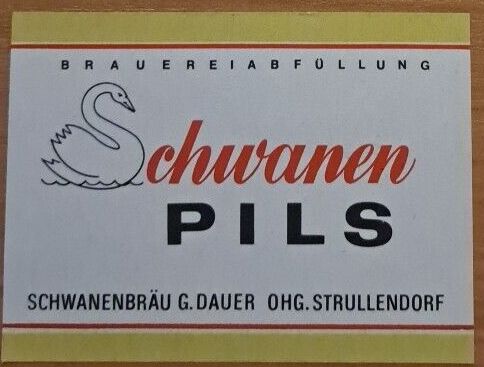 BRAUEREIABFÜLLUNG
Schwanen
PILS
SCHWANENBRÄU G.DAUER OHG.STRULLENDORF